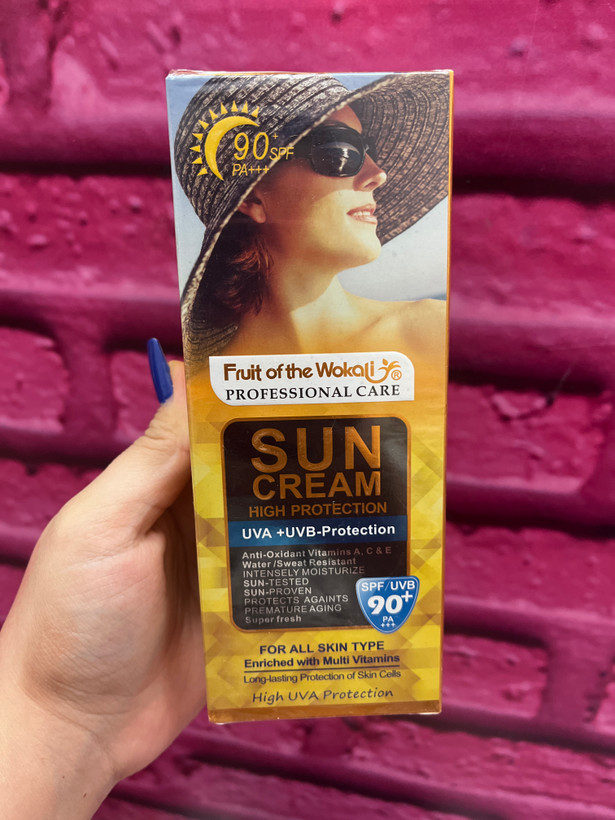 90+ SPF
PA+++
Fruit of the Wokali ®
PROFESSIONAL CARE
SUN
CREAM
HIGH PROTECTION
UVA +UVB-Protection
Anti-Oxidant Vitamins A, C & E
Water /Sweat Resistant
INTENSELY MOISTURIZE
SUN-TESTED
SUN-PROVEN
PROTECTS AGAINTS
PREMATURE AGING
Super fresh
SPF/UVB
90+
PA
+++
FOR ALL SKIN TYPE
Enriched with Multi Vitamins
Long-lasting Protection of Skin Cells
High UVA Protection